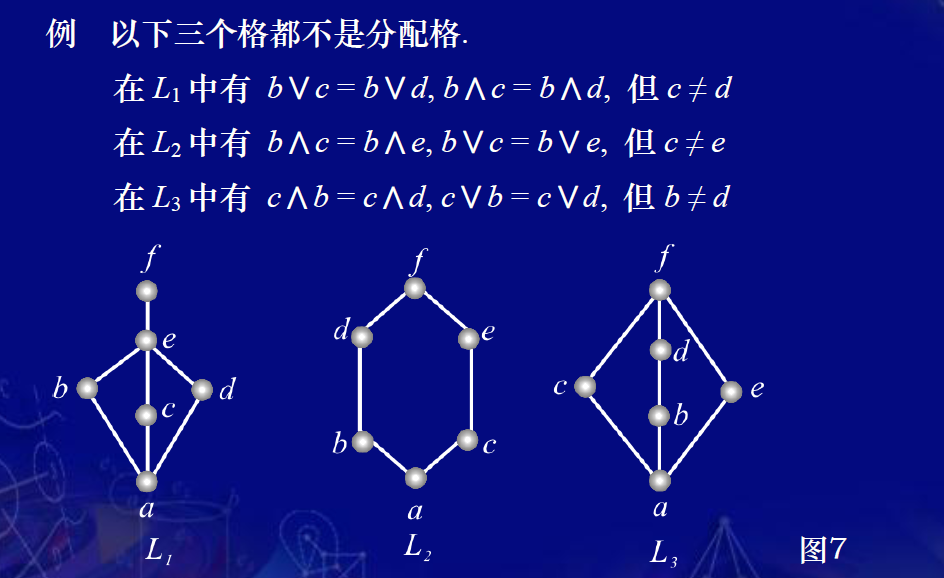 例 以下三个格都不是分配格.
在 L₁ 中有 b∨c = b∨d, b∧c = b∧d, 但 c ≠ d
在 L₂ 中有 b∧c = b∧e, b∨c = b∨e, 但 c ≠ e
在 L₃ 中有 c∧b = c∧d, c∨b = c∨d, 但 b ≠ d
f f f
e d e d
b c d c e
b c b
a a a
L₁ L₂ L₃ 图7